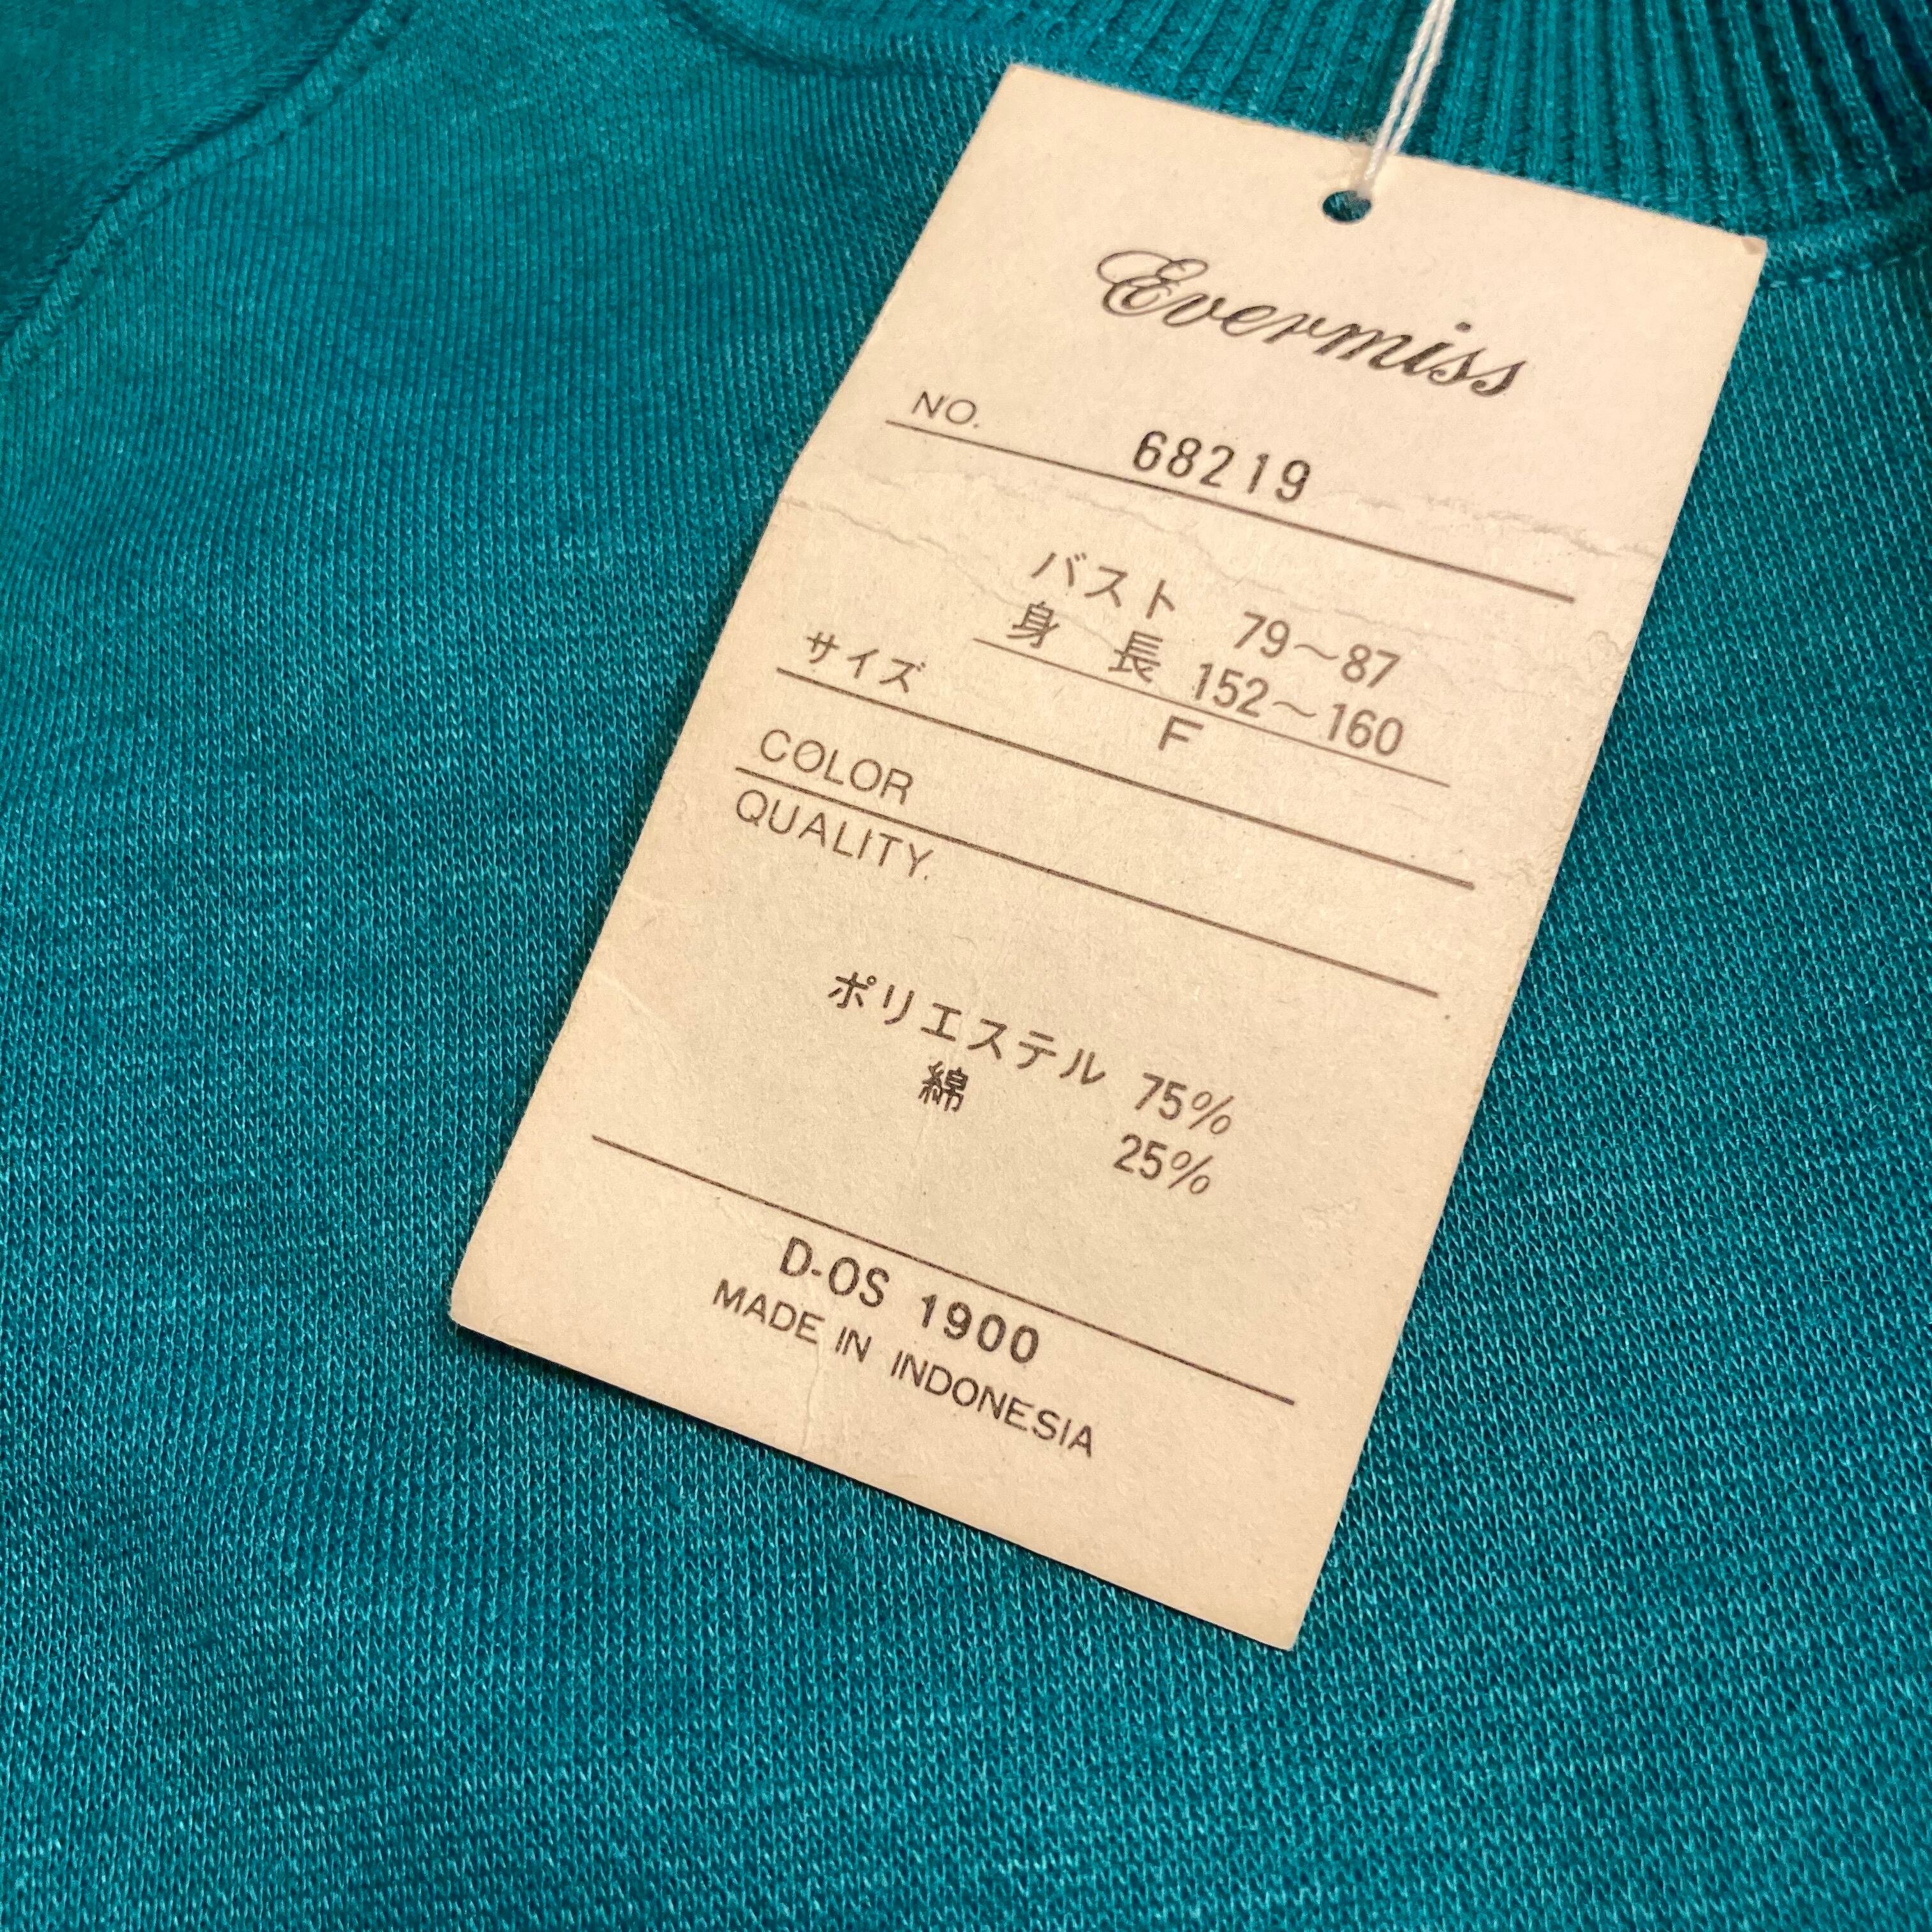 Evermiss
NO. 68219
バスト 79～87
身 長 152～160
サイズ F
COLOR
QUALITY.
ポリエステル 75%
綿 25%
D-OS 1900
MADE IN INDONESIA